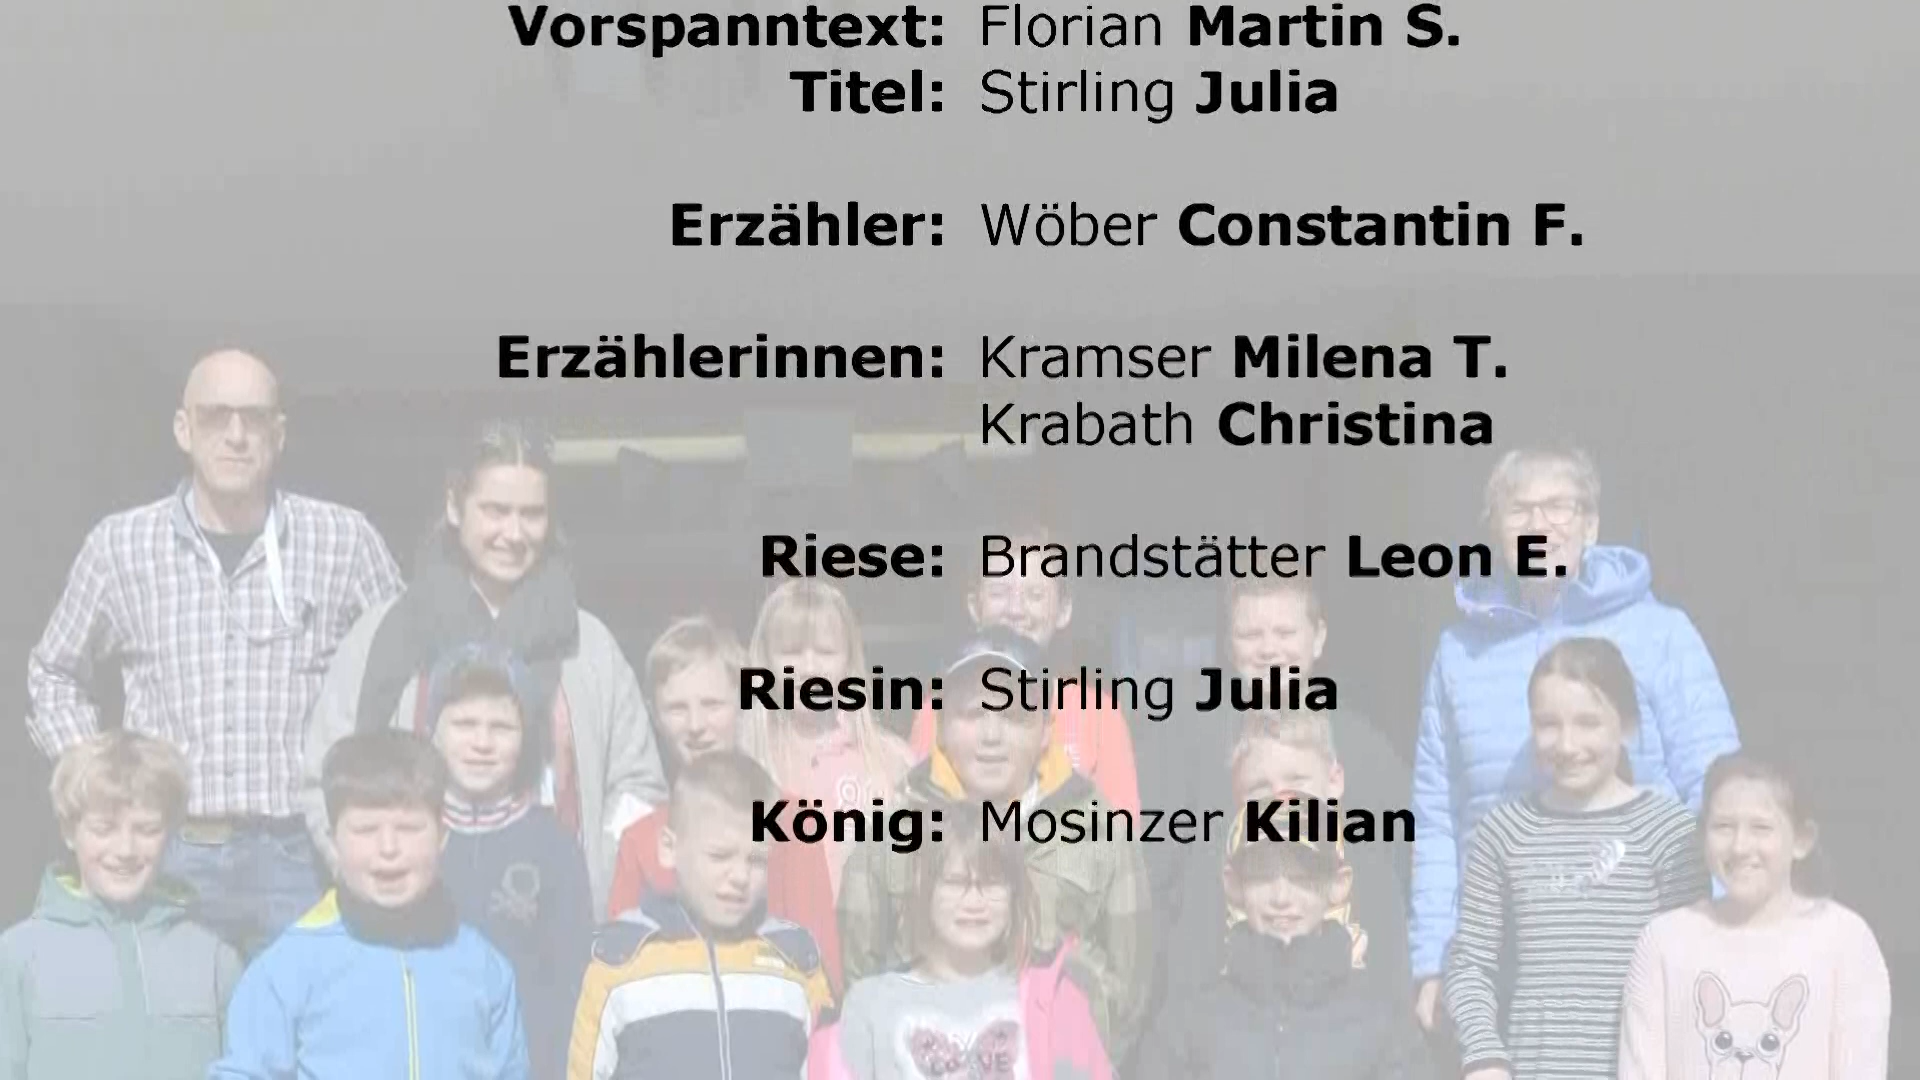 Vorspanntext: Florian Martin S.
Titel: Stirling Julia
Erzähler: Wöber Constantin F.
Erzählerinnen: Kramser Milena T.
Krabath Christina
Riese: Brandstätter Leon E.
Riesin: Stirling Julia
König: Mosinzer Kilian
LOVE